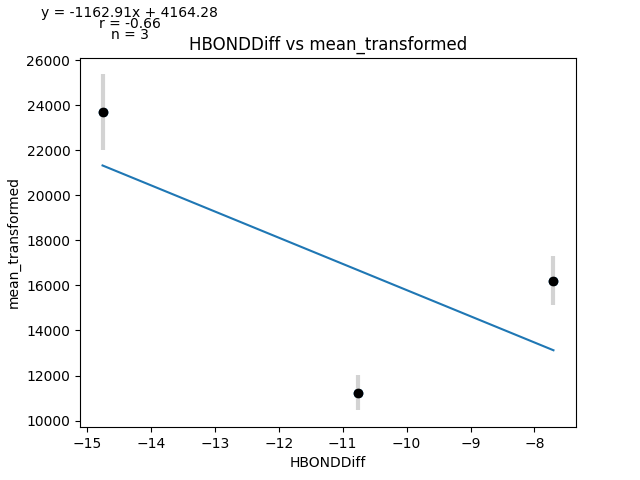 y = -1162.91x + 4164.28
r = -0.66
n = 3
HBONDDiff vs mean_transformed
26000
24000
22000
20000
18000
16000
14000
12000
10000
mean_transformed
−15
−14
−13
−12
−11
−10
−9
−8
HBONDDiff